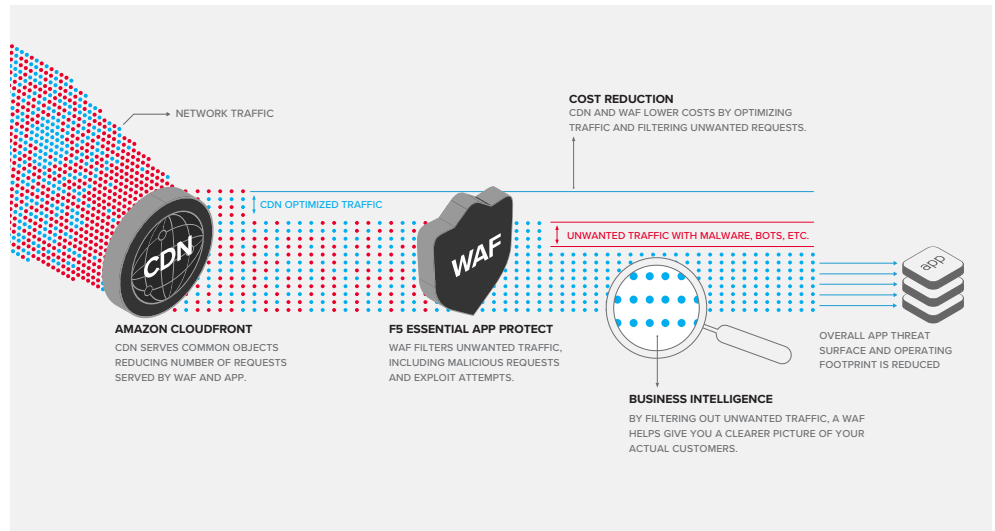 NETWORK TRAFFIC
COST REDUCTION
CDN AND WAF LOWER COSTS BY OPTIMIZING
TRAFFIC AND FILTERING UNWANTED REQUESTS.
CDN OPTIMIZED TRAFFIC
UNWANTED TRAFFIC WITH MALWARE, BOTS, ETC.
CDN
WAF
app
AMAZON CLOUDFRONT
CDN SERVES COMMON OBJECTS
REDUCING NUMBER OF REQUESTS
SERVED BY WAF AND APP.
F5 ESSENTIAL APP PROTECT
WAF FILTERS UNWANTED TRAFFIC,
INCLUDING MALICIOUS REQUESTS
AND EXPLOIT ATTEMPTS.
OVERALL APP THREAT
SURFACE AND OPERATING
FOOTPRINT IS REDUCED
BUSINESS INTELLIGENCE
BY FILTERING OUT UNWANTED TRAFFIC, A WAF
HELPS GIVE YOU A CLEARER PICTURE OF YOUR
ACTUAL CUSTOMERS.